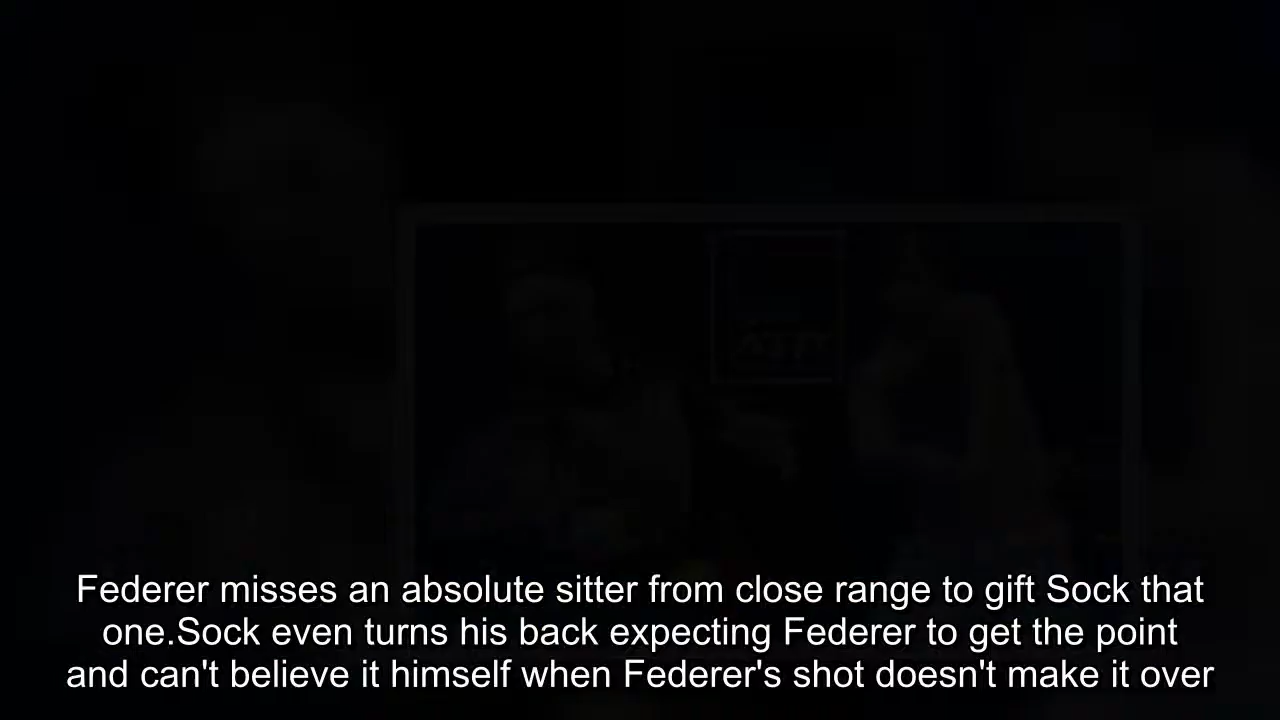 Federer misses an absolute sitter from close range to gift Sock that
one.Sock even turns his back expecting Federer to get the point
and can't believe it himself when Federer's shot doesn't make it over